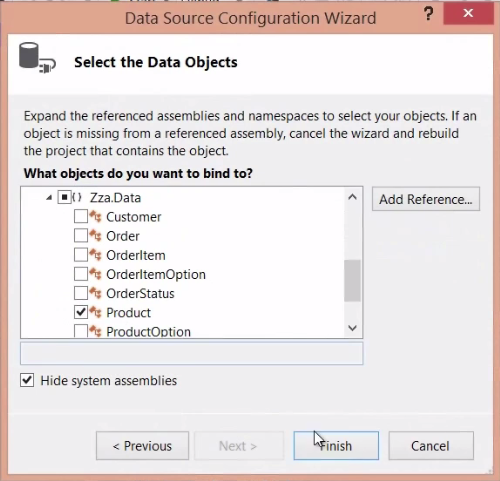 Data Source Configuration Wizard
?
x
Select the Data Objects
Expand the referenced assemblies and namespaces to select your objects. If an
object is missing from a referenced assembly, cancel the wizard and rebuild
the project that contains the object.
What objects do you want to bind to?
{} Zza.Data
Add Reference...
Customer
Order
OrderItem
OrderItemOption
OrderStatus
Product
ProductOption
Hide system assemblies
< Previous
Next >
Finish
Cancel